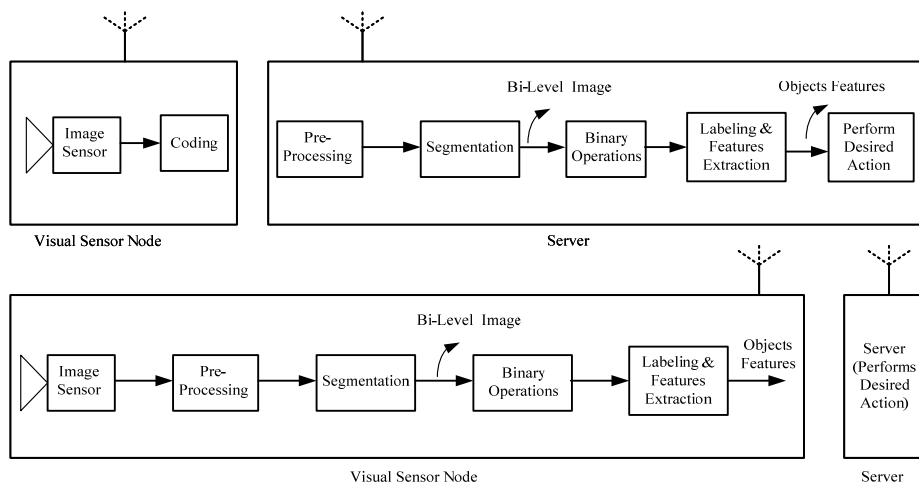 Bi-Level Image
Objects Features
Image
Sensor
Coding
Pre-
Processing
Segmentation
Binary
Operations
Labeling &
Features
Extraction
Perform
Desired
Action
Visual Sensor Node
Server
Bi-Level Image
Objects
Features
Image
Sensor
Pre-
Processing
Segmentation
Binary
Operations
Labeling &
Features
Extraction
Server
(Performs
Desired
Action)
Visual Sensor Node
Server